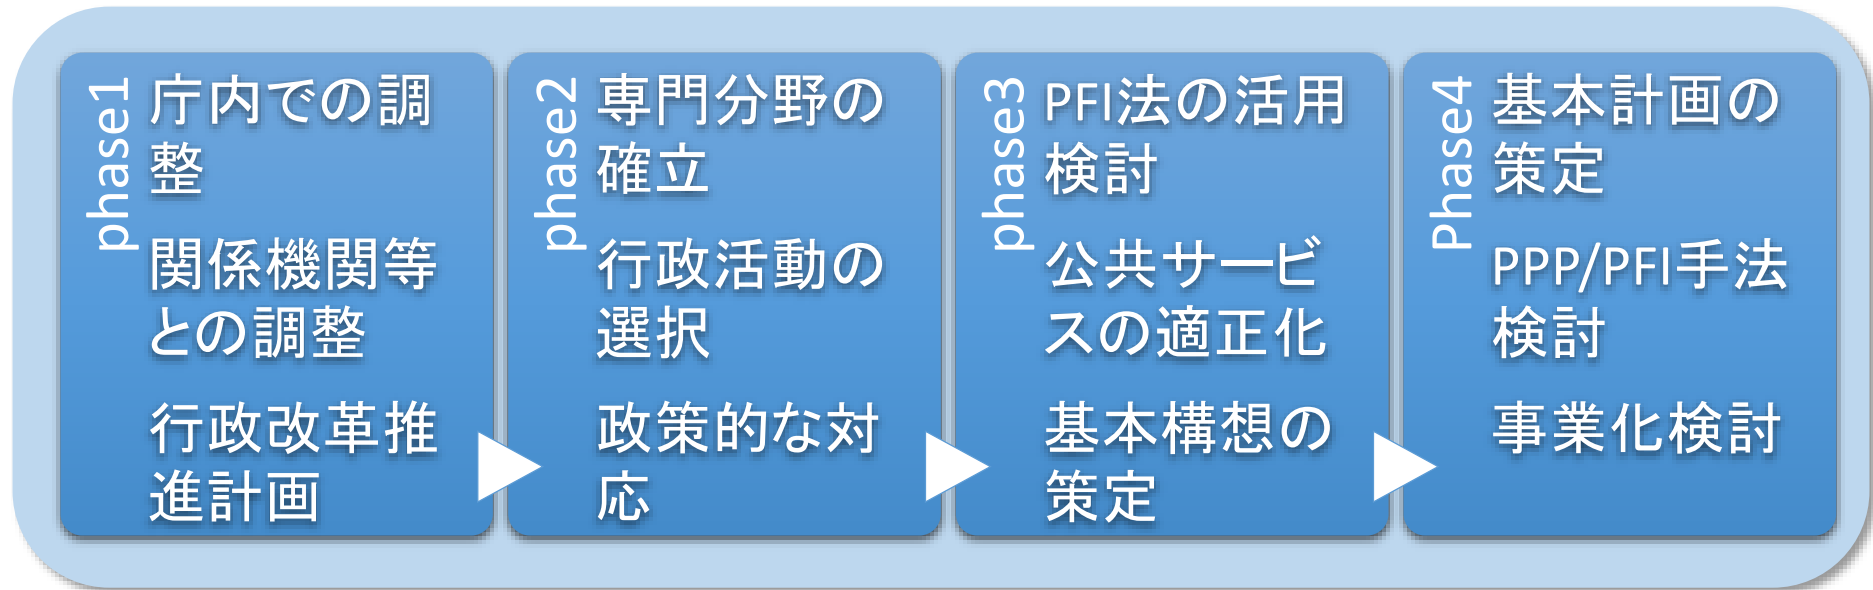 phase1
庁内での調
整
関係機関等
との調整
行政改革推
進計画
phase2
専門分野の
確立
行政活動の
選択
政策的な対
応
phase3
PFI法の活用
検討
公共サービ
スの適正化
基本構想の
策定
Phase4
基本計画の
策定
PPP/PFI手法
検討
事業化検討